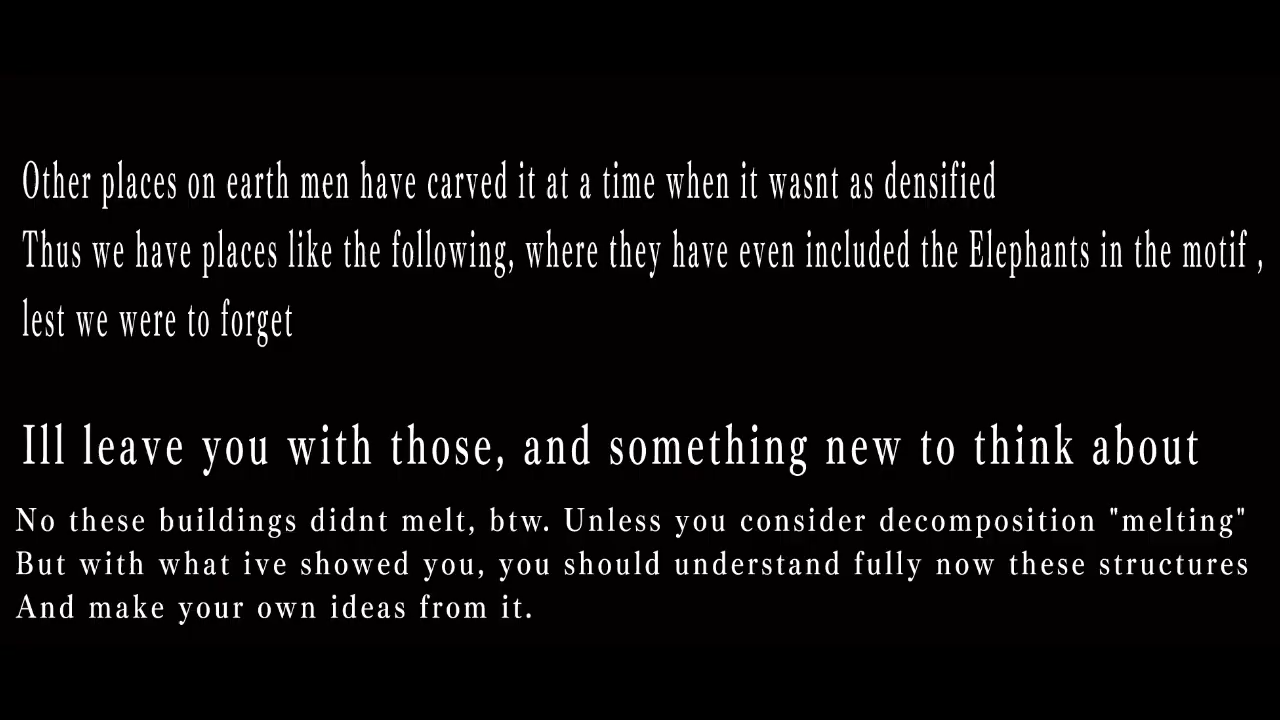 Other places on earth men have carved it at a time when it wasnt as densified
Thus we have places like the following, where they have even included the Elephants in the motif ,
lest we were to forget
Ill leave you with those, and something new to think about
No these buildings didnt melt, btw. Unless you consider decomposition "melting"
But with what ive showed you, you should understand fully now these structures
And make your own ideas from it.